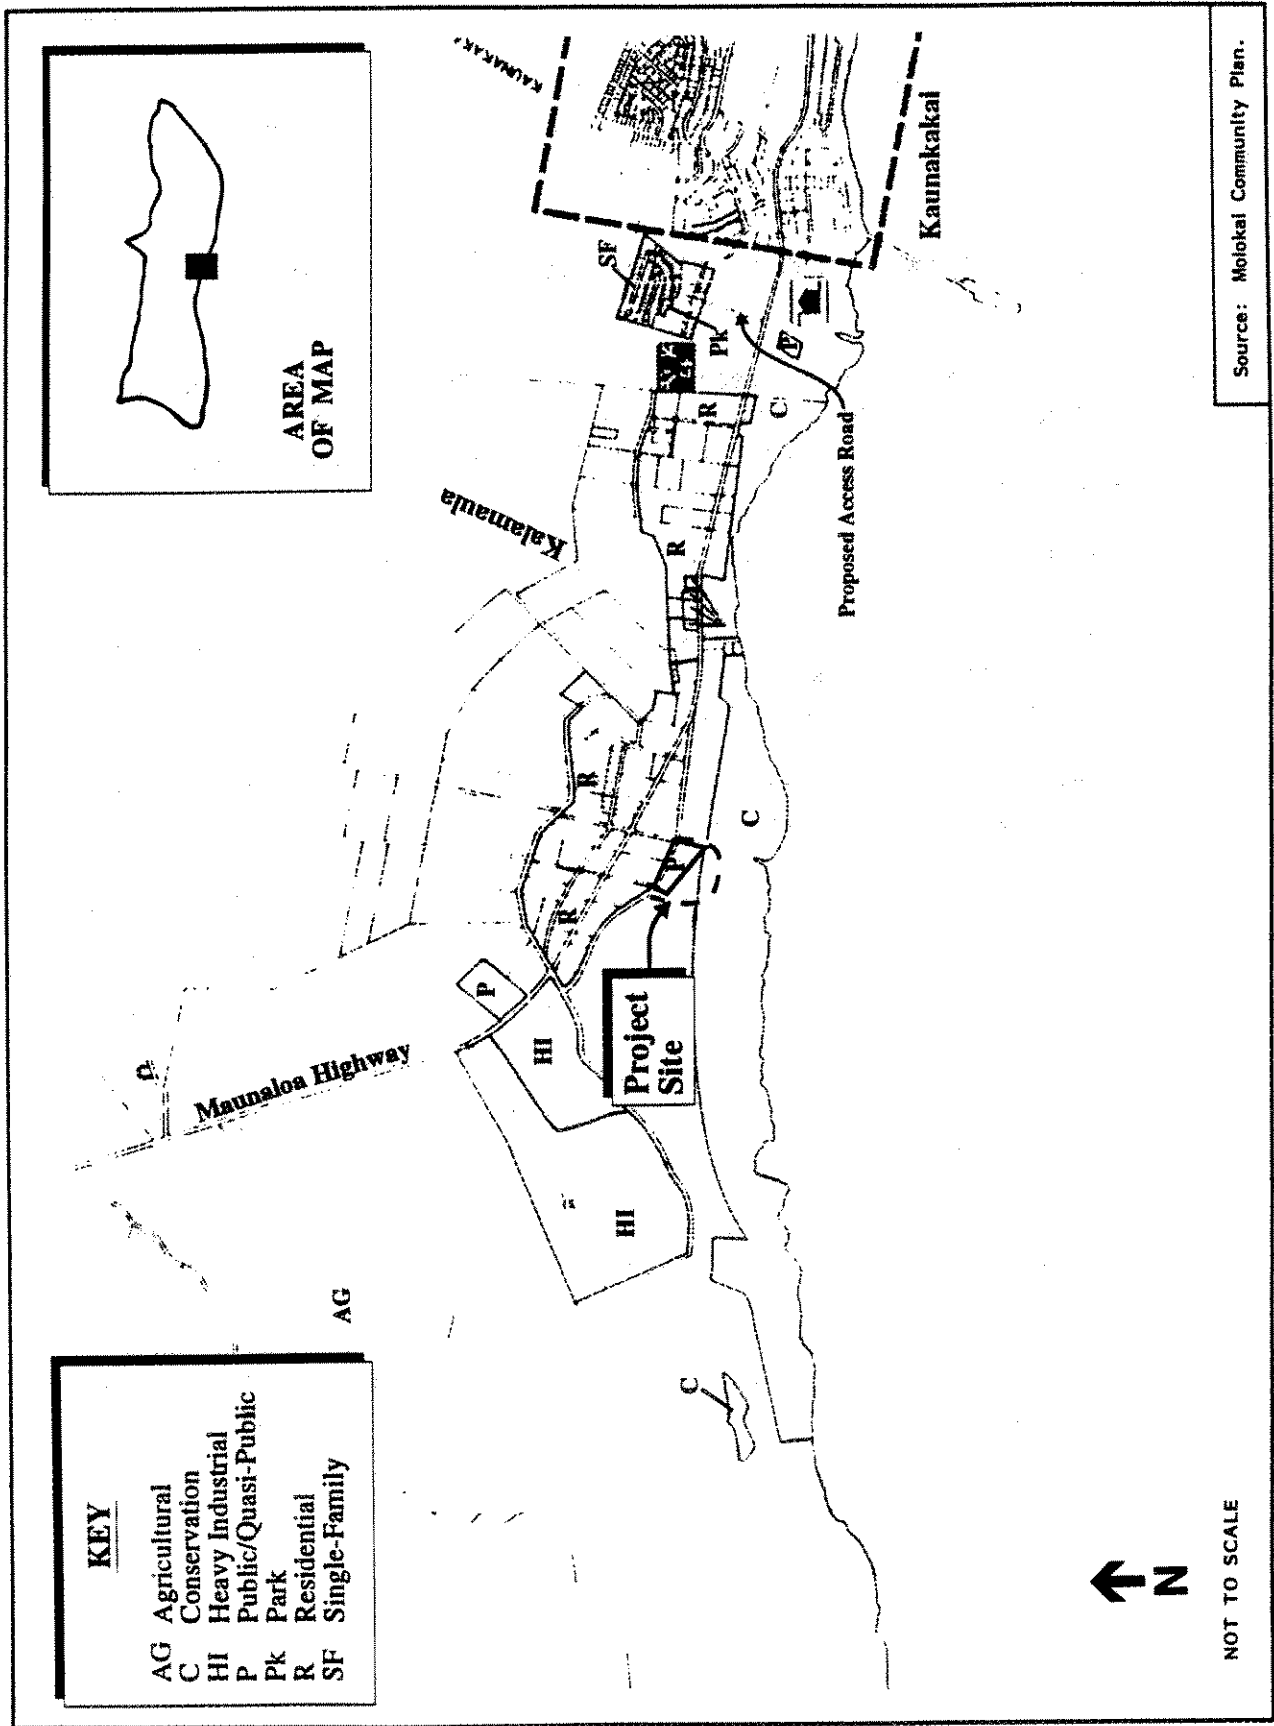 KEY
AG Agricultural
C Conservation
HI Heavy Industrial
P Public/Quasi-Public
Pk Park
R Residential
SF Single-Family
AREA
OF MAP
Maunaloa Highway
AG
C
HI
HI
P
R
R
P
C
Project
Site
Kalamaula
R
R
C
Pk
SF
P
Proposed Access Road
Kaunakakai
N
NOT TO SCALE
Source: Molokai Community Plan.